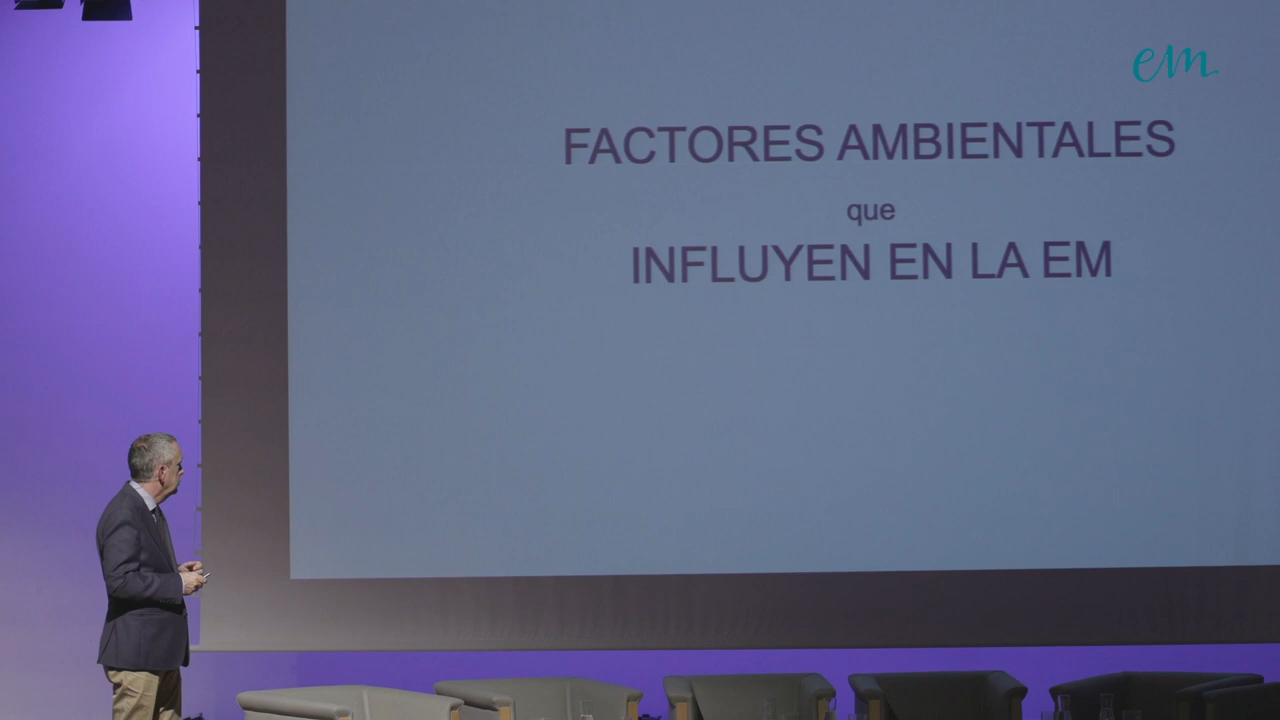 em
FACTORES AMBIENTALES
que
INFLUYEN EN LA EM